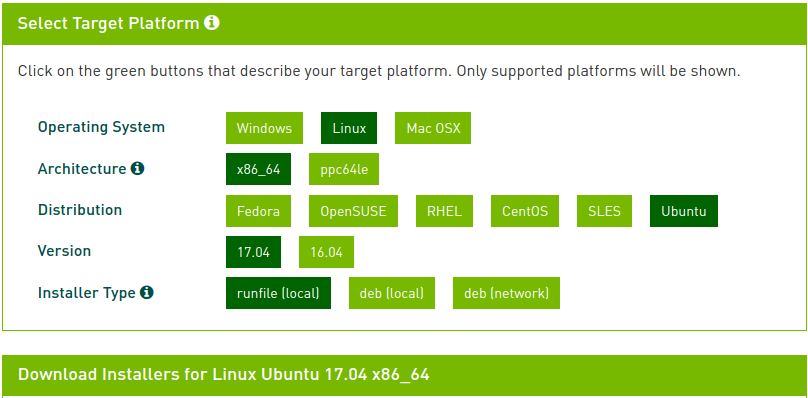 Select Target Platform
Click on the green buttons that describe your target platform. Only supported platforms will be shown.
Operating System Windows Linux Mac OSX
Architecture x86_64 ppc64le
Distribution Fedora OpenSUSE RHEL CentOS SLES Ubuntu
Version 17.04 16.04
Installer Type runfile (local) deb (local) deb (network)
Download Installers for Linux Ubuntu 17.04 x86_64